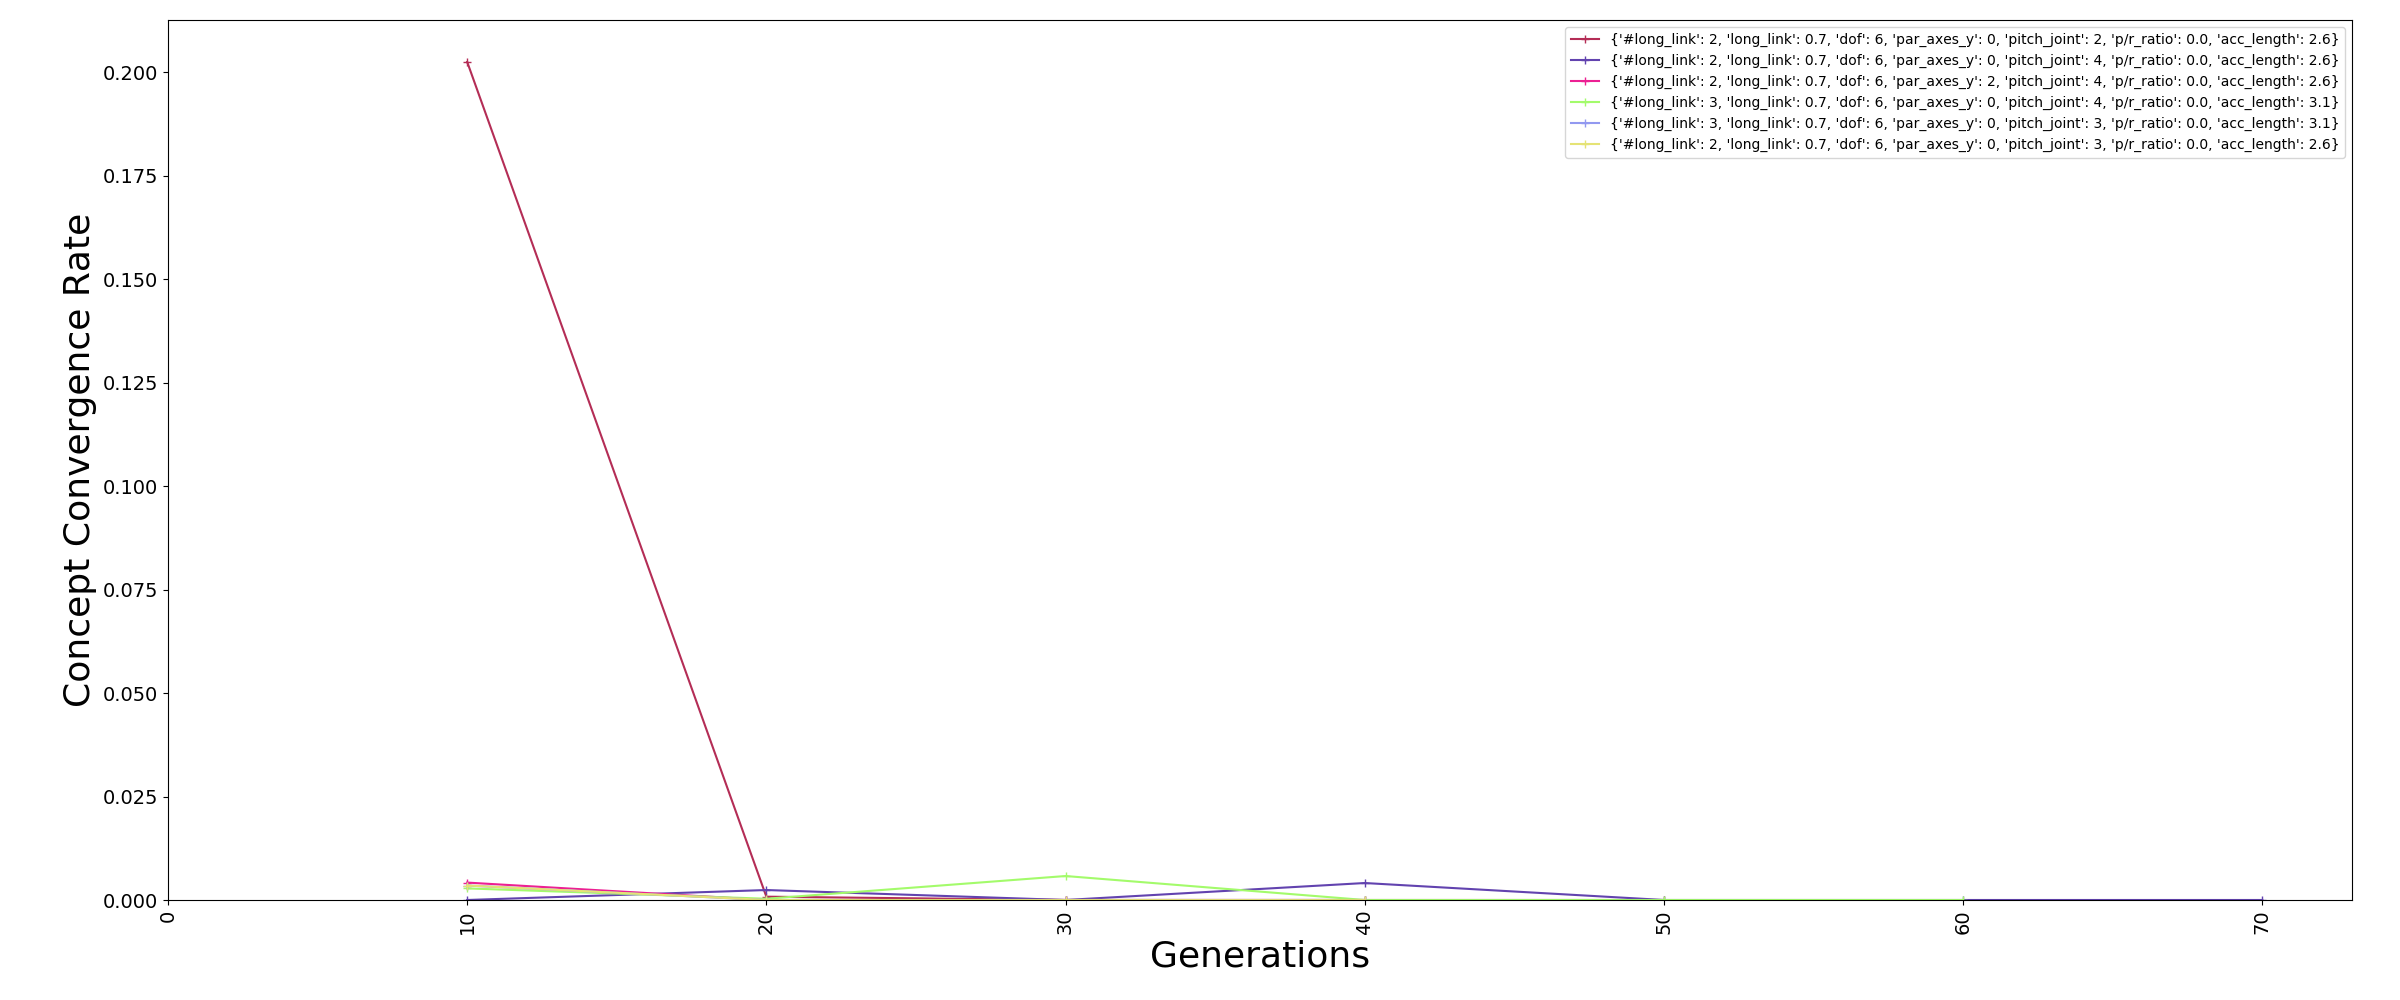 {'#long_link': 2, 'long_link': 0.7, 'dof': 6, 'par_axes_y': 0, 'pitch_joint': 2, 'p/r_ratio': 0.0, 'acc_length': 2.6}
{'#long_link': 2, 'long_link': 0.7, 'dof': 6, 'par_axes_y': 0, 'pitch_joint': 4, 'p/r_ratio': 0.0, 'acc_length': 2.6}
{'#long_link': 2, 'long_link': 0.7, 'dof': 6, 'par_axes_y': 2, 'pitch_joint': 4, 'p/r_ratio': 0.0, 'acc_length': 2.6}
{'#long_link': 3, 'long_link': 0.7, 'dof': 6, 'par_axes_y': 0, 'pitch_joint': 4, 'p/r_ratio': 0.0, 'acc_length': 3.1}
{'#long_link': 3, 'long_link': 0.7, 'dof': 6, 'par_axes_y': 0, 'pitch_joint': 3, 'p/r_ratio': 0.0, 'acc_length': 3.1}
{'#long_link': 2, 'long_link': 0.7, 'dof': 6, 'par_axes_y': 0, 'pitch_joint': 3, 'p/r_ratio': 0.0, 'acc_length': 2.6}
Concept Convergence Rate
0.200
0.175
0.150
0.125
0.100
0.075
0.050
0.025
0.000
0
10
20
30
40
50
60
70
Generations